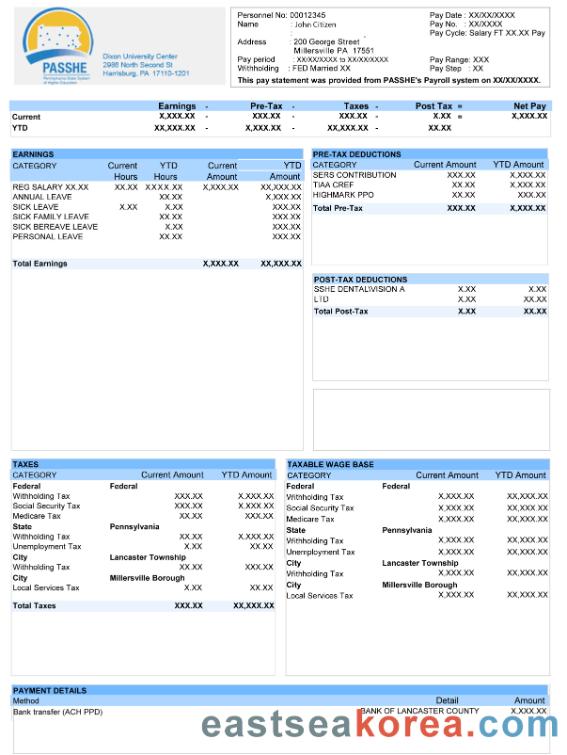 PASSHE
Pennsylvania State System
of Higher Education
Dixon University Center
2986 North Second St
Harrisburg, PA 17110-1201
Personnel No: 00012345
Name : John Citizen
:
Address : 200 George Street
Millersville PA 17551
Pay period : XX/XX/XXXX to XX/XX/XXXX
Withholding : FED Married XX
Pay Date : XX/XX/XXXX
Pay No. : XX/XXXX
Pay Cycle: Salary FT XX.XX Pay
Pay Range: XXX
Pay Step : XX
This pay statement was provided from PASSHE's Payroll system on XX/XX/XXXX.
Earnings - Pre-Tax - Taxes - Post Tax = Net Pay
Current X,XXX.XX - XXX.XX - XXX.XX - X.XX = X,XXX.XX
YTD XX,XXX.XX - X,XXX.XX - XX,XXX.XX - XX.XX
EARNINGS
CATEGORY Current Hours YTD Hours Current Amount YTD Amount
REG SALARY XX.XX XX.XX XXXX.XX X,XXX.XX XX,XXX.XX
ANNUAL LEAVE XX.XX X,XXX.XX
SICK LEAVE X.XX X.XX XXX.XX
SICK FAMILY LEAVE XX.XX XXX.XX
SICK BEREAVE LEAVE X.XX XXX.XX
PERSONAL LEAVE XX.XX XXX.XX
Total Earnings X,XXX.XX XX,XXX.XX
PRE-TAX DEDUCTIONS
CATEGORY Current Amount YTD Amount
SERS CONTRIBUTION XXX.XX X,XXX.XX
TIAA CREF XX.XX X,XXX.XX
HIGHMARK PPO XX.XX XXX.XX
Total Pre-Tax XXX.XX X,XXX.XX
POST-TAX DEDUCTIONS
SSHE DENTAL\VISION A X.XX X.XX
LTD X.XX XX.XX
Total Post-Tax X.XX XX.XX
TAXES
CATEGORY Current Amount YTD Amount
Federal Federal
Withholding Tax XXX.XX X,XXX.XX
Social Security Tax XXX.XX X,XXX.XX
Medicare Tax XX.XX XXX.XX
State Pennsylvania
Withholding Tax XX.XX X,XXX.XX
Unemployment Tax X.XX XX.XX
City Lancaster Township
Withholding Tax XX.XX XXX.XX
City Millersville Borough
Local Services Tax X.XX XX.XX
Total Taxes XXX.XX XX,XXX.XX
TAXABLE WAGE BASE
CATEGORY Current Amount YTD Amount
Federal Federal
Withholding Tax X,XXX.XX XX,XXX.XX
Social Security Tax X,XXX.XX XX,XXX.XX
Medicare Tax X,XXX.XX XX,XXX.XX
State Pennsylvania
Withholding Tax X,XXX.XX XX,XXX.XX
Unemployment Tax X,XXX.XX XX,XXX.XX
City Lancaster Township
Withholding Tax X,XXX.XX XX,XXX.XX
City Millersville Borough
Local Services Tax X,XXX.XX XX,XXX.XX
PAYMENT DETAILS
Method Detail Amount
Bank transfer (ACH PPD) BANK OF LANCASTER COUNTY X,XXX.XX
eastseakorea.com